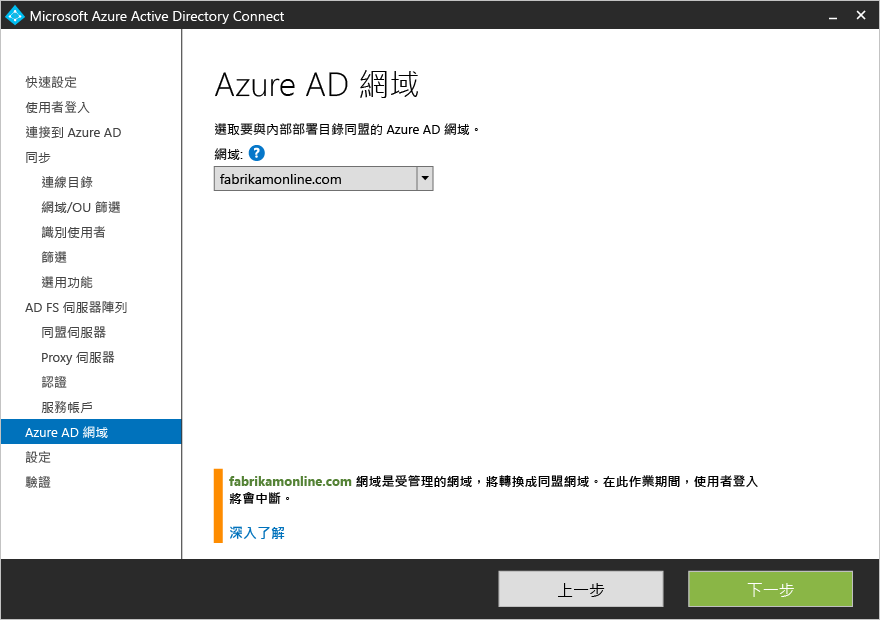 Microsoft Azure Active Directory Connect
快速設定
使用者登入
連接到 Azure AD
同步
連線目錄
網域/OU 篩選
識別使用者
篩選
選用功能
AD FS 伺服器陣列
同盟伺服器
Proxy 伺服器
認證
服務帳戶
Azure AD 網域
設定
驗證
Azure AD 網域
選取要與內部部署目錄同盟的 Azure AD 網域。
網域: ?
fabrikamonline.com
fabrikamonline.com 網域是受管理的網域，將轉換成同盟網域。在此作業期間，使用者登入
將會中斷。
深入了解
上一步
下一步